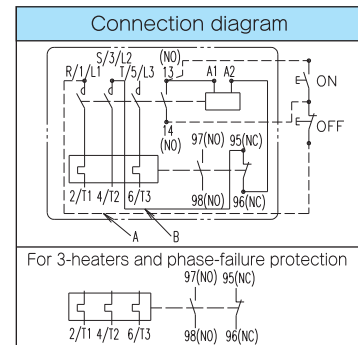 Connection diagram
S/3/L2 (NO)
R/1/L1 T/5/L3 13 A1 A2
ON
OFF
14
(NO)
97(NO) 95(NC)
2/T1 4/T2 6/T3 98(NO) 96(NC)
A B
For 3-heaters and phase-failure protection
97(NO) 95(NC)
2/T1 4/T2 6/T3 98(NO) 96(NC)